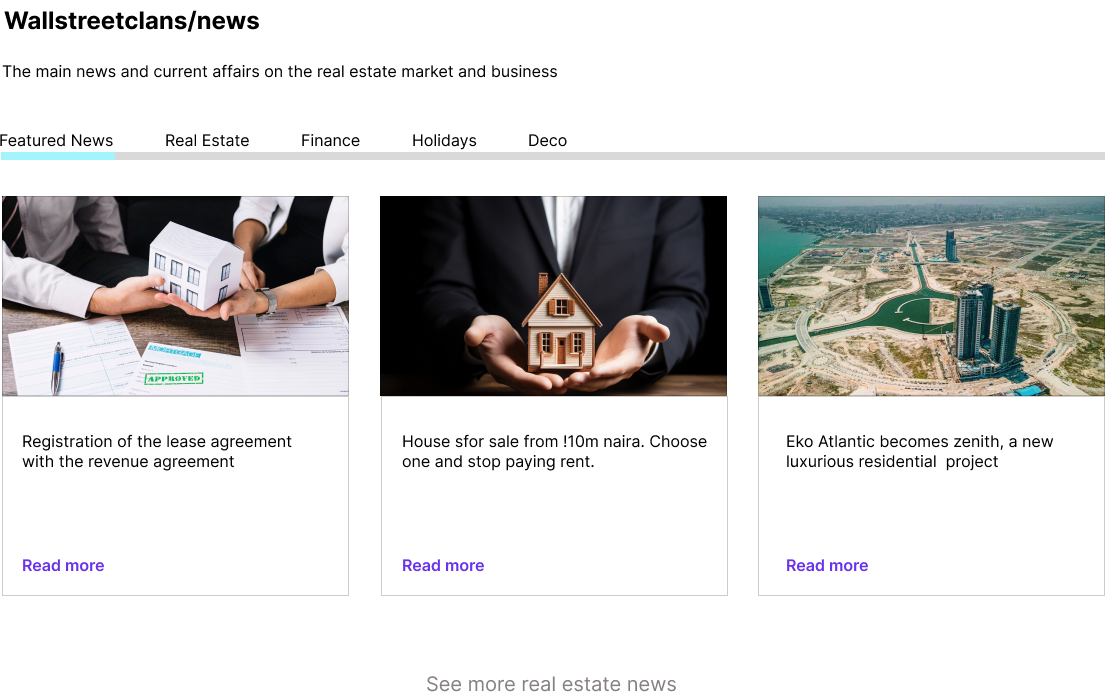 Wallstreetclans/news
The main news and current affairs on the real estate market and business
Featured News Real Estate Finance Holidays Deco
MORTGAGE
APPROVED
Registration of the lease agreement
with the revenue agreement
Read more
House sfor sale from !10m naira. Choose
one and stop paying rent.
Read more
Eko Atlantic becomes zenith, a new
luxurious residential  project
Read more
See more real estate news